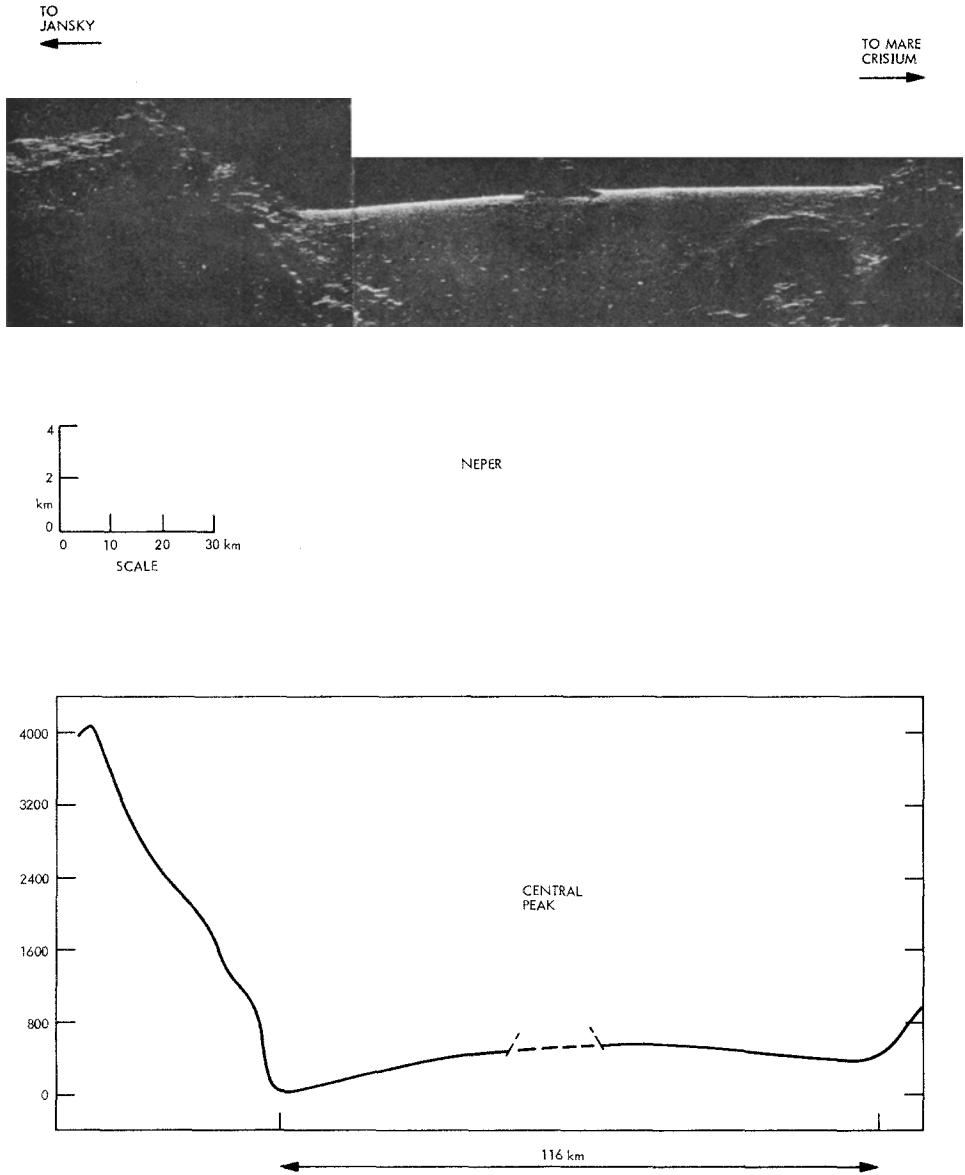 TO
JANSKY
TO MARE
CRISIUM
4
2
km
0
0 10 20 30 km
SCALE
NEPER
4000
3200
2400
1600
800
0
CENTRAL
PEAK
116 km